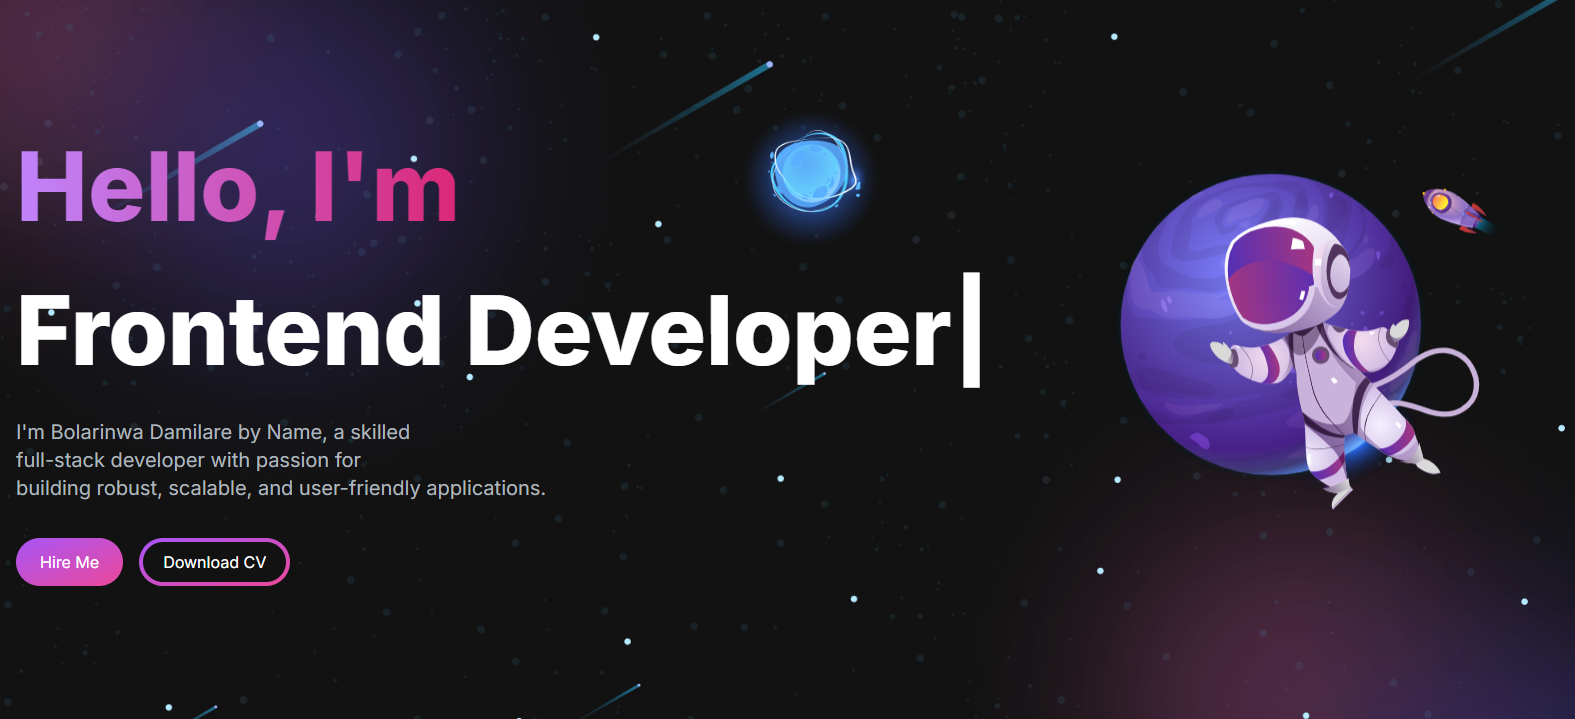 Hello, I'm
Frontend Developer
I'm Bolarinwa Damilare by Name, a skilled
full-stack developer with passion for
building robust, scalable, and user-friendly applications.
Hire Me
Download CV